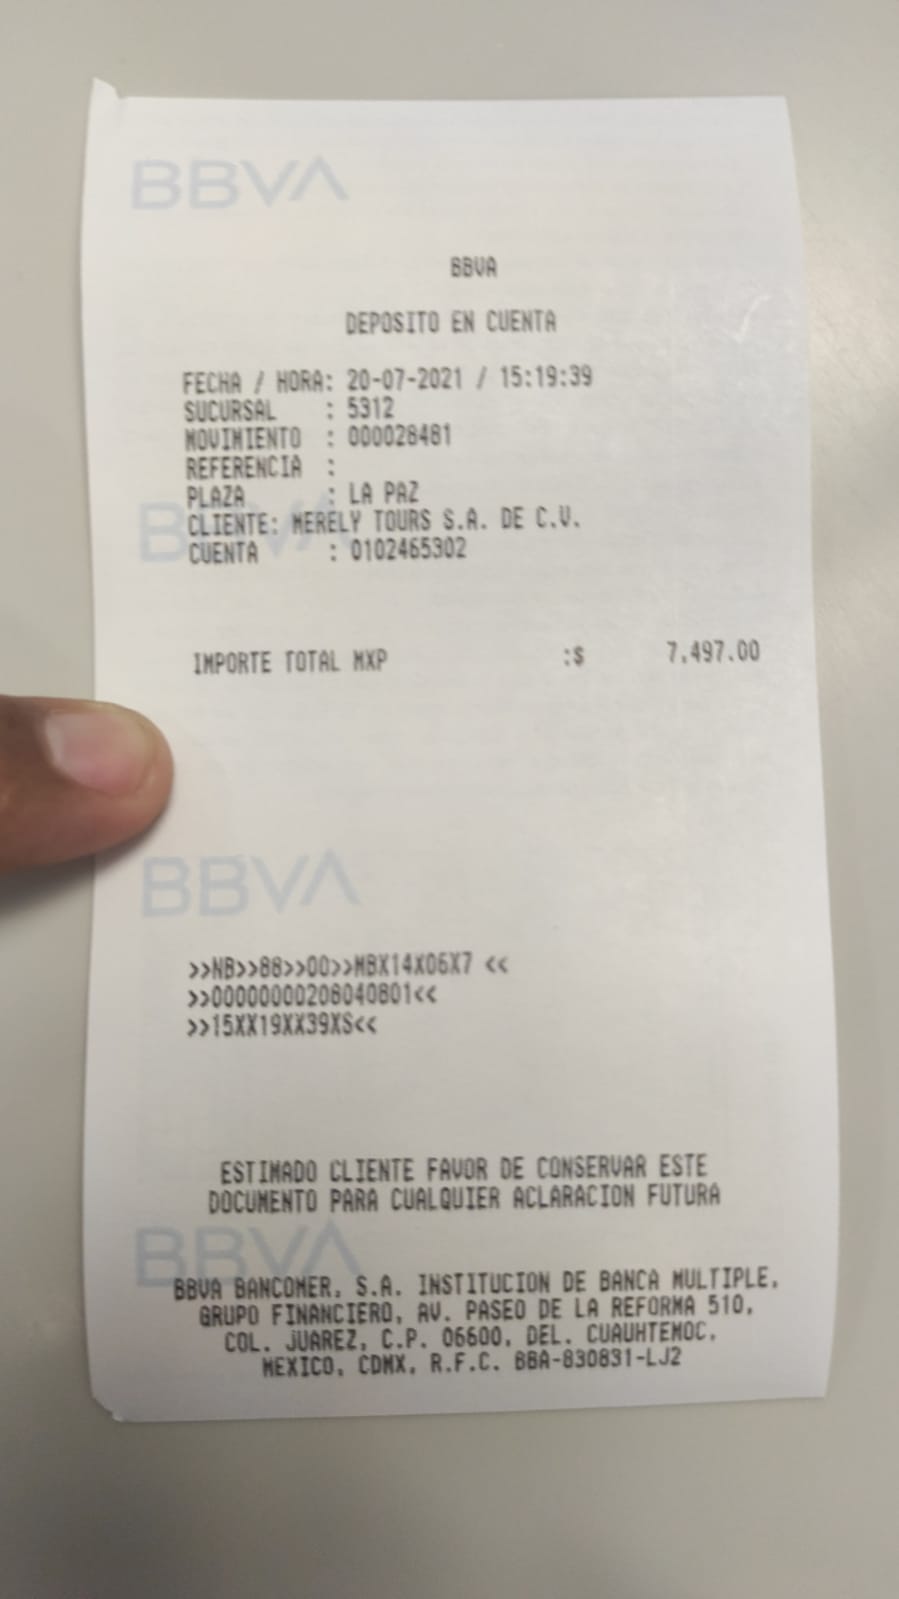 BBVA
BBVA
DEPOSITO EN CUENTA
FECHA / HORA: 20-07-2021 / 15:19:39
SUCURSAL : 5312
MOVIMIENTO : 000028481
REFERENCIA :
PLAZA : LA PAZ
BBVA
CLIENTE: MERELY TOURS S.A. DE C.V.
CUENTA : 0102465302
IMPORTE TOTAL MXP :$ 7,497.00
BBVA
>>NB>>88>>00>>MBX14X06X7 <<
>>00000000208040801<<
>>15XX19XX39XS<<
ESTIMADO CLIENTE FAVOR DE CONSERVAR ESTE
DOCUMENTO PARA CUALQUIER ACLARACION FUTURA
BBVA
BBVA BANCOMER, S.A. INSTITUCION DE BANCA MULTIPLE,
GRUPO FINANCIERO, AV. PASEO DE LA REFORMA 510,
COL. JUAREZ, C.P. 06600, DEL. CUAUHTEMOC,
MEXICO, CDMX, R.F.C. BBA-830831-LJ2